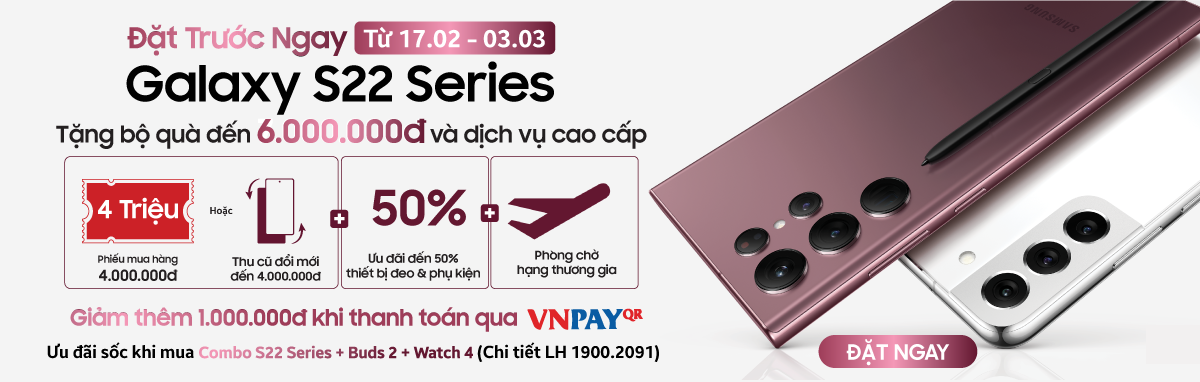 Đặt Trước Ngay Từ 17.02 - 03.03
Galaxy S22 Series
Tặng bộ quà đến 6.000.000đ và dịch vụ cao cấp
4 Triệu
Phiếu mua hàng
4.000.000đ
Hoặc
Thu cũ đổi mới
đến 4.000.000đ
+
50%
Ưu đãi đến 50%
thiết bị đeo & phụ kiện
+
Phòng chờ
hạng thương gia
Giảm thêm 1.000.000đ khi thanh toán qua VNPAYQR
Ưu đãi sốc khi mua Combo S22 Series + Buds 2 + Watch 4 (Chi tiết LH 1900.2091)
SAMSUNG
SAMSUNG
ĐẶT NGAY